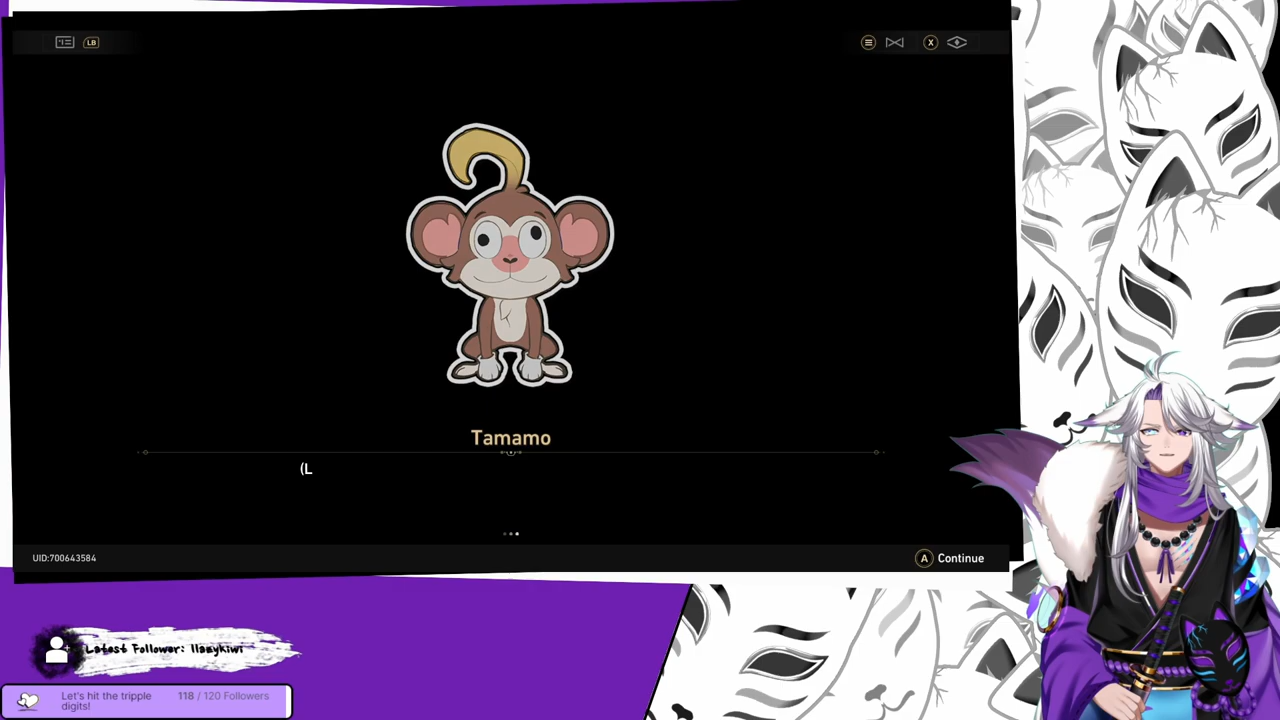 LB
X
Tamamo
(L
UID:700643584
A Continue
Latest Follower: llazykiwi
Let's hit the tripple digits!
118 / 120 Followers